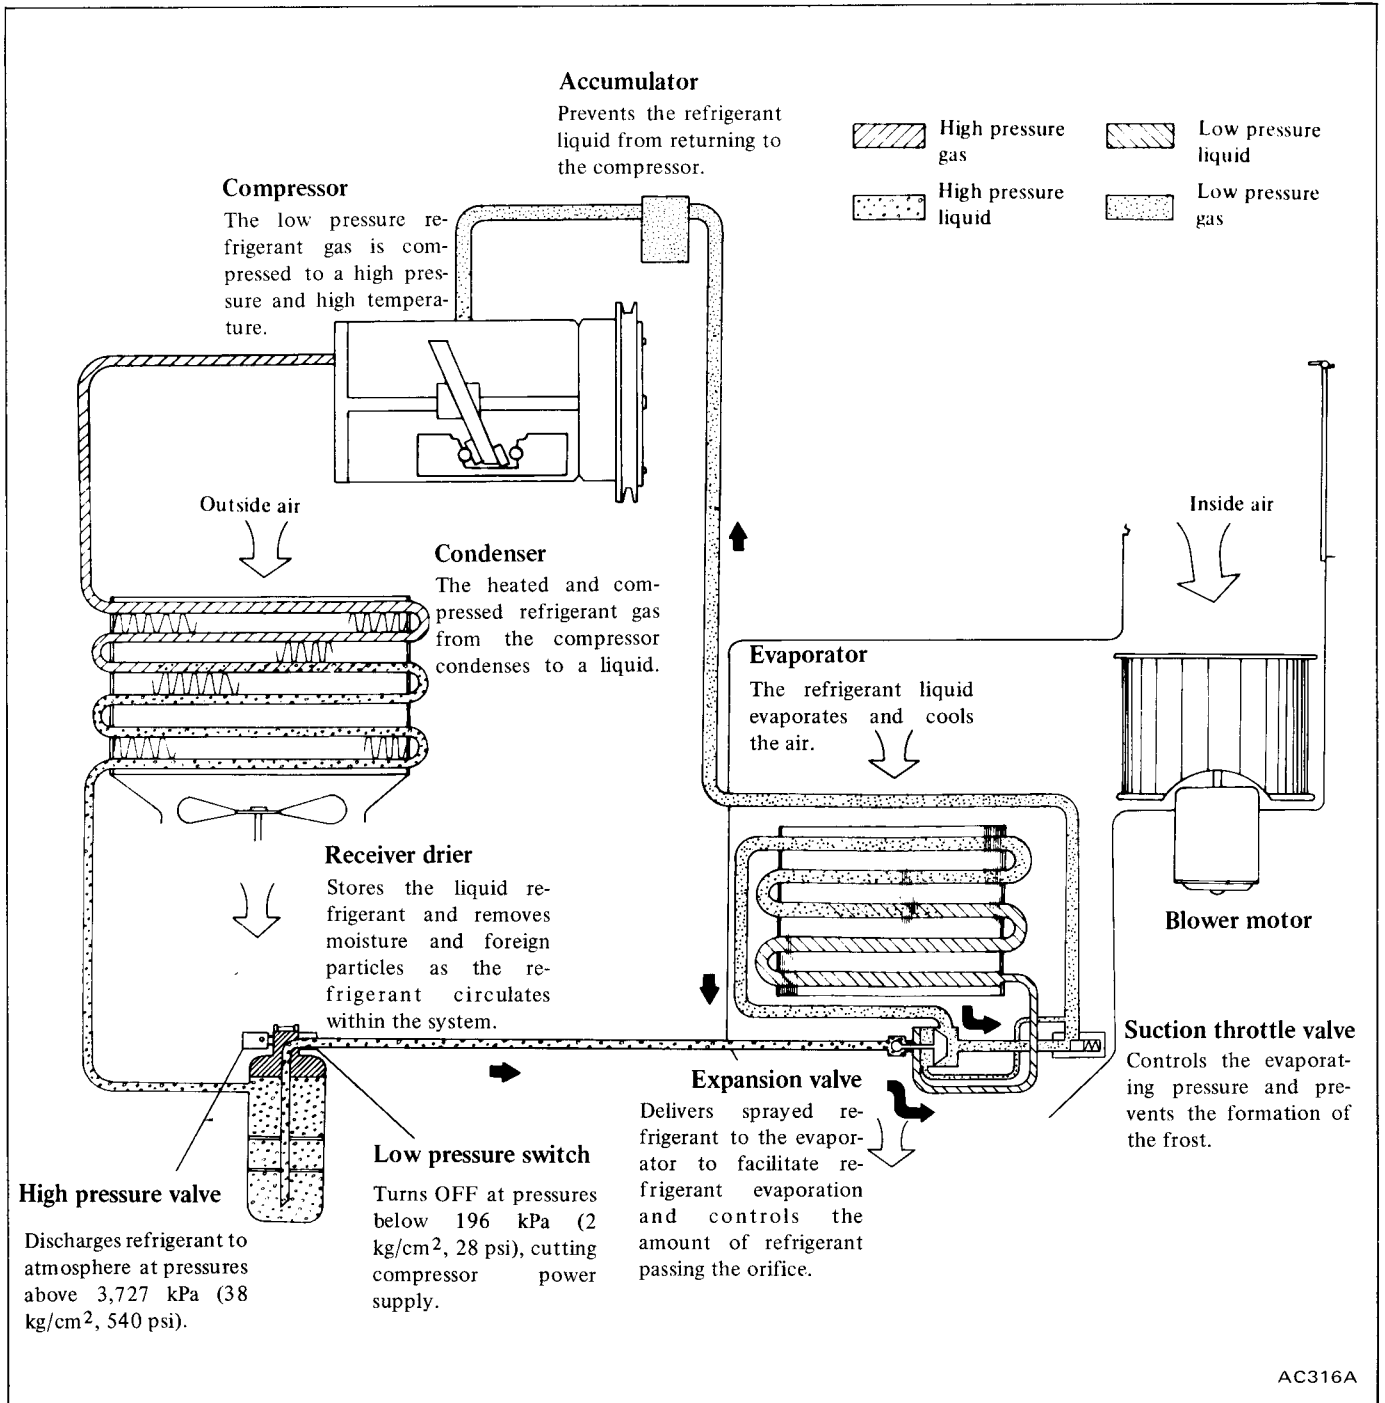 Accumulator
Prevents the refrigerant
liquid from returning to
the compressor.
High pressure
gas
Low pressure
liquid
High pressure
liquid
Low pressure
gas
Compressor
The low pressure re-
frigerant gas is com-
pressed to a high pres-
sure and high tempera-
ture.
Outside air
Inside air
Condenser
The heated and com-
pressed refrigerant gas
from the compressor
condenses to a liquid.
Evaporator
The refrigerant liquid
evaporates and cools
the air.
Receiver drier
Stores the liquid re-
frigerant and removes
moisture and foreign
particles as the re-
frigerant circulates
within the system.
Blower motor
Suction throttle valve
Controls the evaporat-
ing pressure and pre-
vents the formation of
the frost.
Expansion valve
Delivers sprayed re-
frigerant to the evapor-
ator to facilitate re-
frigerant evaporation
and controls the
amount of refrigerant
passing the orifice.
Low pressure switch
Turns OFF at pressures
below 196 kPa (2
kg/cm², 28 psi), cutting
compressor power
supply.
High pressure valve
Discharges refrigerant to
atmosphere at pressures
above 3,727 kPa (38
kg/cm², 540 psi).
AC316A